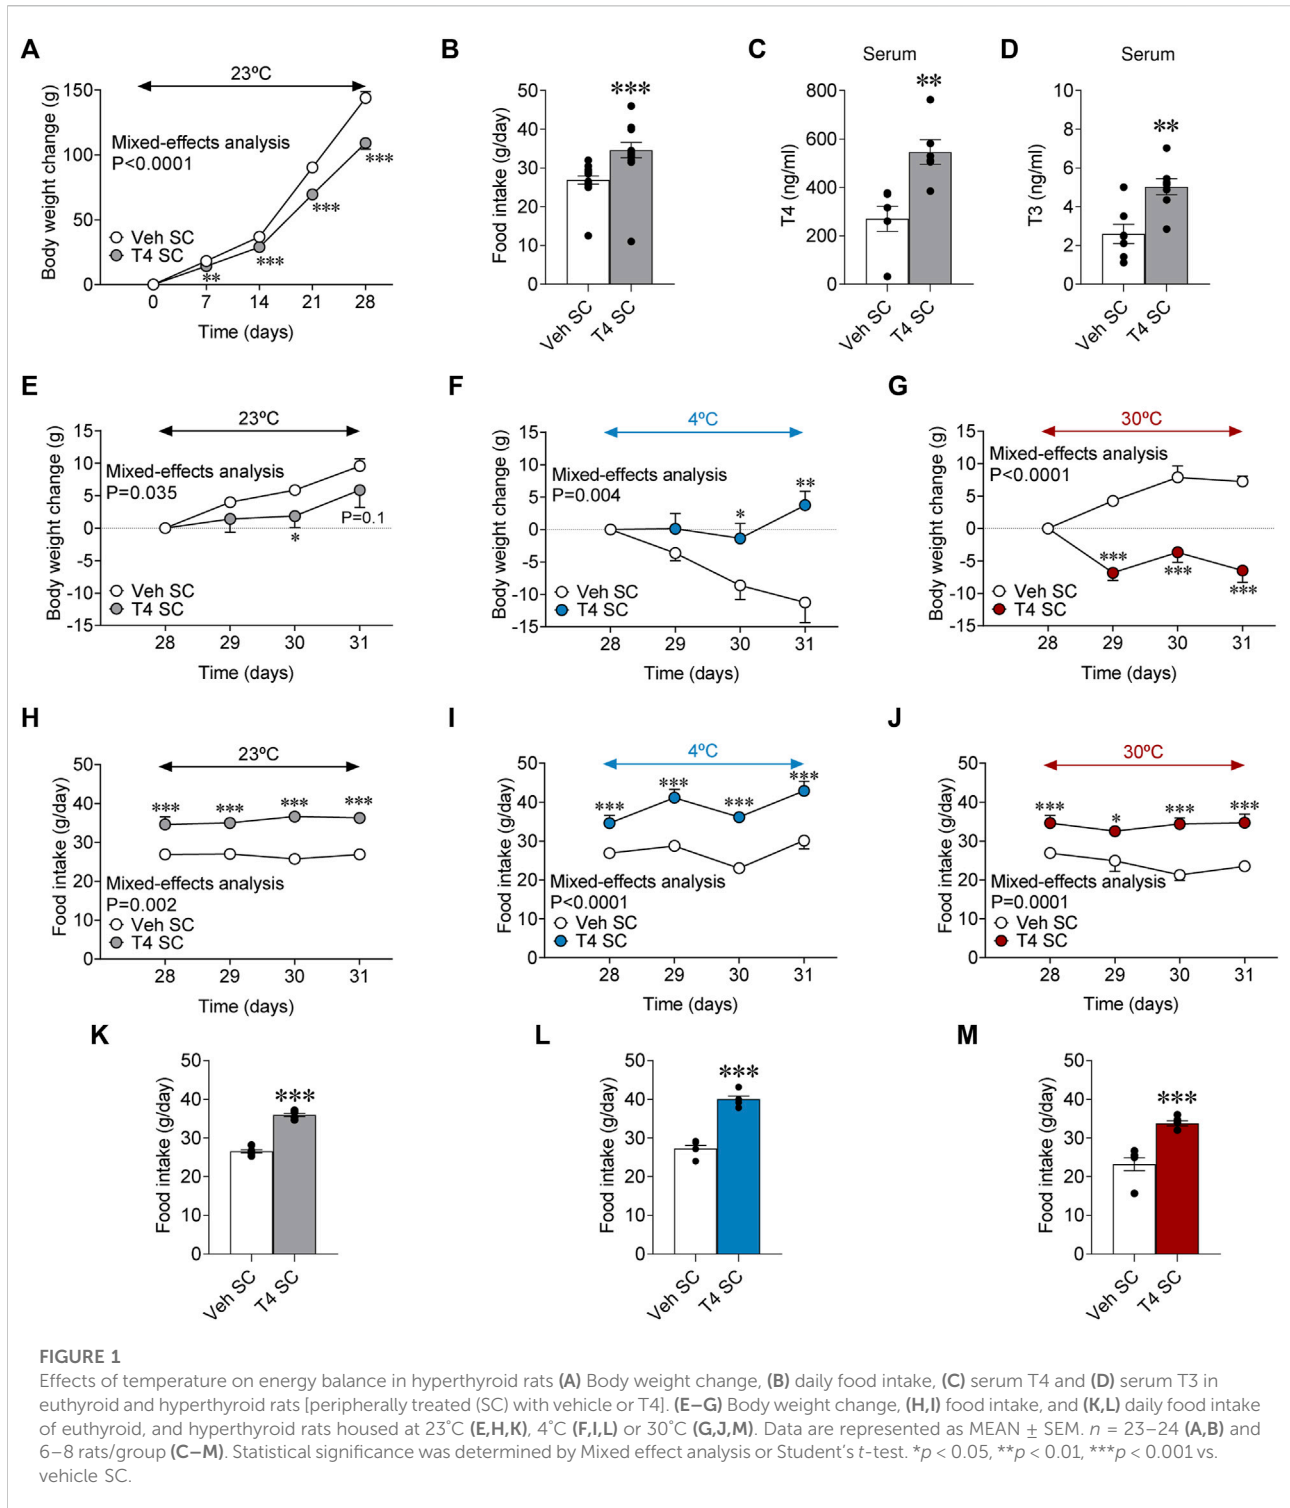 A
23ºC
Body weight change (g)
150
100
50
0
Mixed-effects analysis
P<0.0001
Veh SC
T4 SC
**
***
***
***
0 7 14 21 28
Time (days)
B
Food intake (g/day)
50
40
30
20
10
0
***
Veh SC
T4 SC
C
Serum
T4 (ng/ml)
800
600
400
200
0
**
Veh SC
T4 SC
D
Serum
T3 (ng/ml)
8
6
4
2
0
**
Veh SC
T4 SC
E
23ºC
Body weight change (g)
15
10
5
0
-5
-10
-15
Mixed-effects analysis
P=0.035
P=0.1
*
Veh SC
T4 SC
28 29 30 31
Time (days)
F
4ºC
Body weight change (g)
15
10
5
0
-5
-10
-15
Mixed-effects analysis
P=0.004
*
**
Veh SC
T4 SC
28 29 30 31
Time (days)
G
30ºC
Body weight change (g)
15
10
5
0
-5
-10
-15
Mixed-effects analysis
P<0.0001
***
***
***
Veh SC
T4 SC
28 29 30 31
Time (days)
H
23ºC
Food intake (g/day)
50
40
30
20
10
0
*** *** *** ***
Mixed-effects analysis
P=0.002
Veh SC
T4 SC
28 29 30 31
Time (days)
I
4ºC
Food intake (g/day)
50
40
30
20
10
0
*** *** *** ***
Mixed-effects analysis
P<0.0001
Veh SC
T4 SC
28 29 30 31
Time (days)
J
30ºC
Food intake (g/day)
50
40
30
20
10
0
*** * *** ***
Mixed-effects analysis
P=0.0001
Veh SC
T4 SC
28 29 30 31
Time (days)
K
Food intake (g/day)
50
40
30
20
10
0
***
Veh SC
T4 SC
L
Food intake (g/day)
50
40
30
20
10
0
***
Veh SC
T4 SC
M
Food intake (g/day)
50
40
30
20
10
0
***
Veh SC
T4 SC
FIGURE 1
Effects of temperature on energy balance in hyperthyroid rats (A) Body weight change, (B) daily food intake, (C) serum T4 and (D) serum T3 in
euthyroid and hyperthyroid rats [peripherally treated (SC) with vehicle or T4]. (E–G) Body weight change, (H,I) food intake, and (K,L) daily food intake
of euthyroid, and hyperthyroid rats housed at 23˚C (E,H,K), 4˚C (F,I,L) or 30˚C (G,J,M). Data are represented as MEAN ± SEM. n = 23–24 (A,B) and
6–8 rats/group (C–M). Statistical significance was determined by Mixed effect analysis or Student’s t-test. *p < 0.05, **p < 0.01, ***p < 0.001 vs.
vehicle SC.